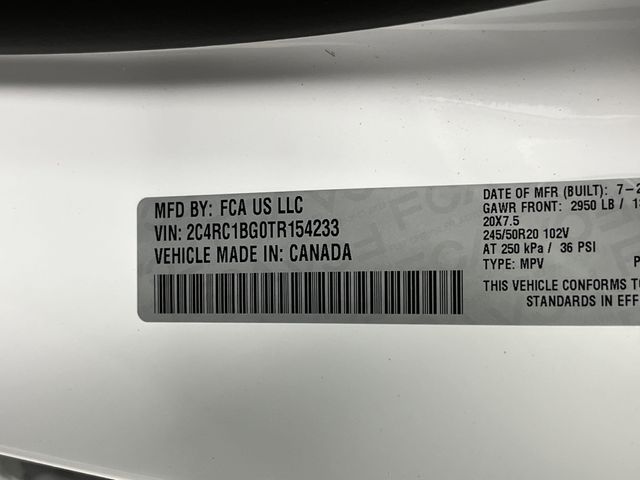 MFD BY: FCA US LLC
VIN: 2C4RC1BG0TR154233
VEHICLE MADE IN: CANADA
DATE OF MFR (BUILT): 7-2
GAWR FRONT: 2950 LB / 13
20X7.5
245/50R20 102V
AT 250 kPa / 36 PSI
TYPE: MPV P
THIS VEHICLE CONFORMS TO
STANDARDS IN EFF